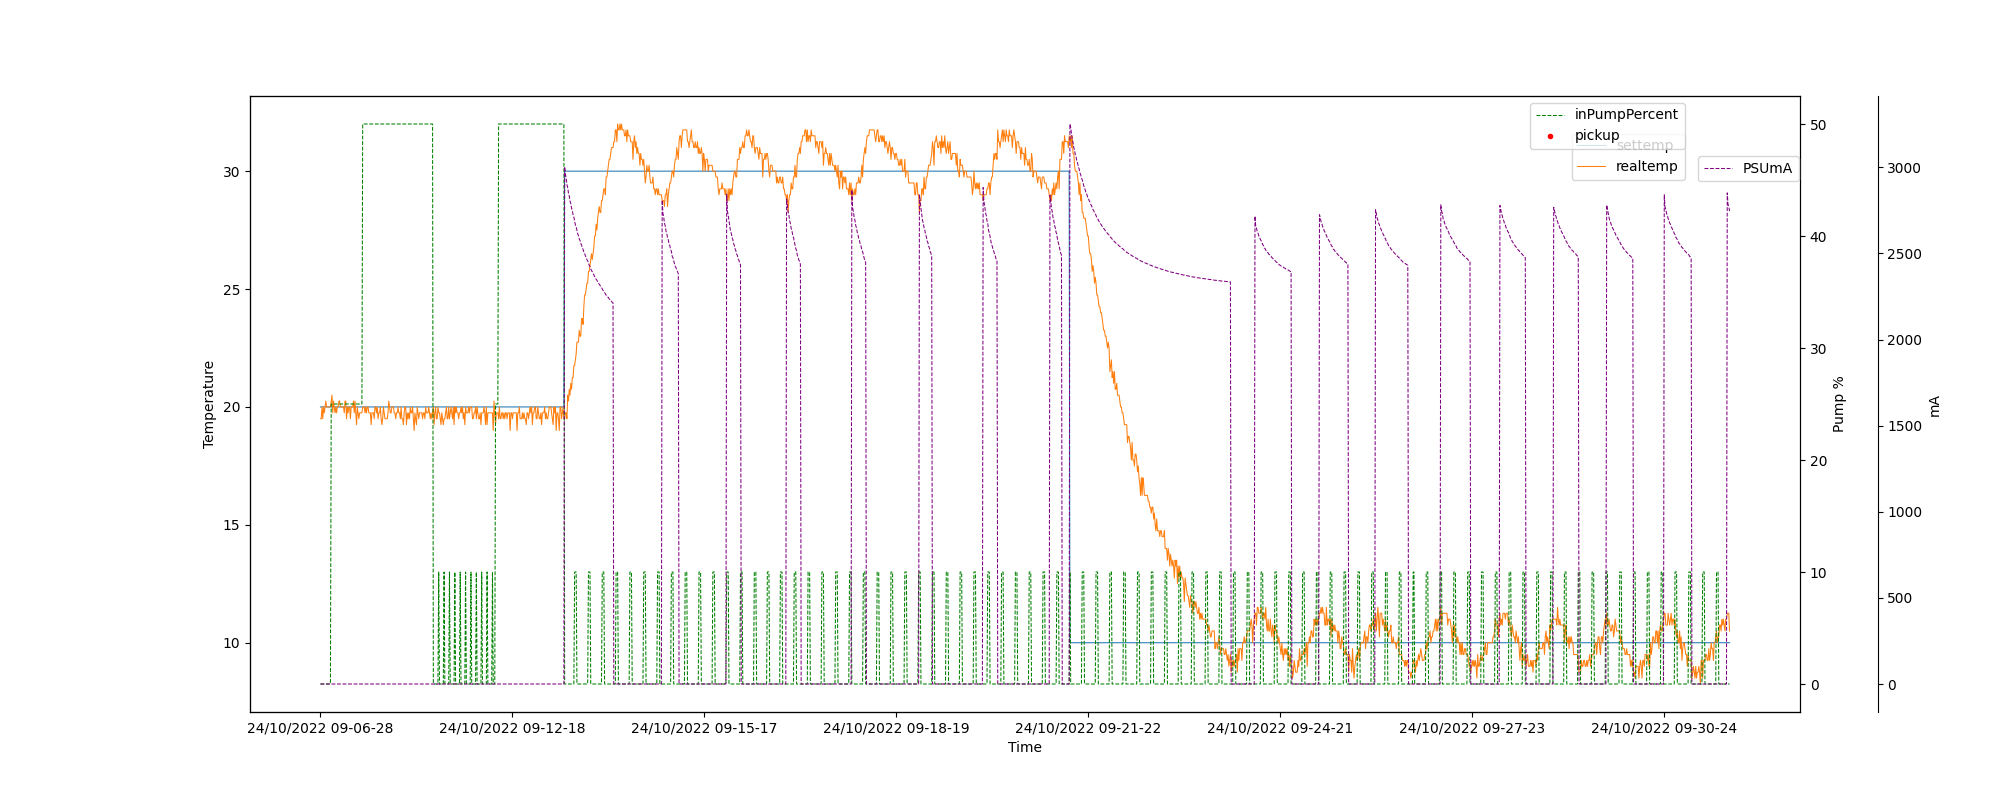 inPumpPercent
pickup
settemp
realtemp
PSUmA
30
25
20
15
10
Temperature
50
40
30
20
10
0
Pump %
3000
2500
2000
1500
1000
500
0
mA
24/10/2022 09-06-28
24/10/2022 09-12-18
24/10/2022 09-15-17
24/10/2022 09-18-19
24/10/2022 09-21-22
24/10/2022 09-24-21
24/10/2022 09-27-23
24/10/2022 09-30-24
Time